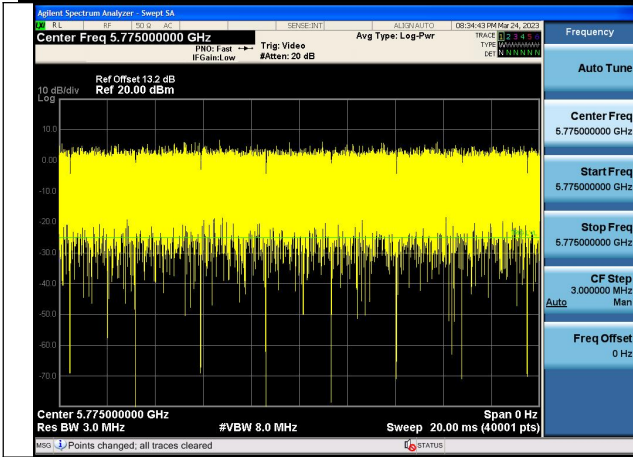 Agilent Spectrum Analyzer - Swept SA
RL RF 50 Ω AC SENSE:INT ALIGN AUTO 08:34:43 PM Mar 24, 2023
Center Freq 5.775000000 GHz Avg Type: Log-Pwr TRACE 1 2 3 4 5 6
PNO: Fast Trig: Video TYPE WWWWWW
IFGain:Low #Atten: 20 dB DET N N N N N N
Ref Offset 13.2 dB
10 dB/div Ref 20.00 dBm
Log
10.0
0.00
-10.0
-20.0
-30.0
-40.0
-50.0
-60.0
-70.0
Center 5.775000000 GHz Span 0 Hz
Res BW 3.0 MHz #VBW 8.0 MHz Sweep 20.00 ms (40001 pts)
MSG Points changed; all traces cleared STATUS
Frequency
Auto Tune
Center Freq
5.775000000 GHz
Start Freq
5.775000000 GHz
Stop Freq
5.775000000 GHz
CF Step
3.000000 MHz
Auto Man
Freq Offset
0 Hz